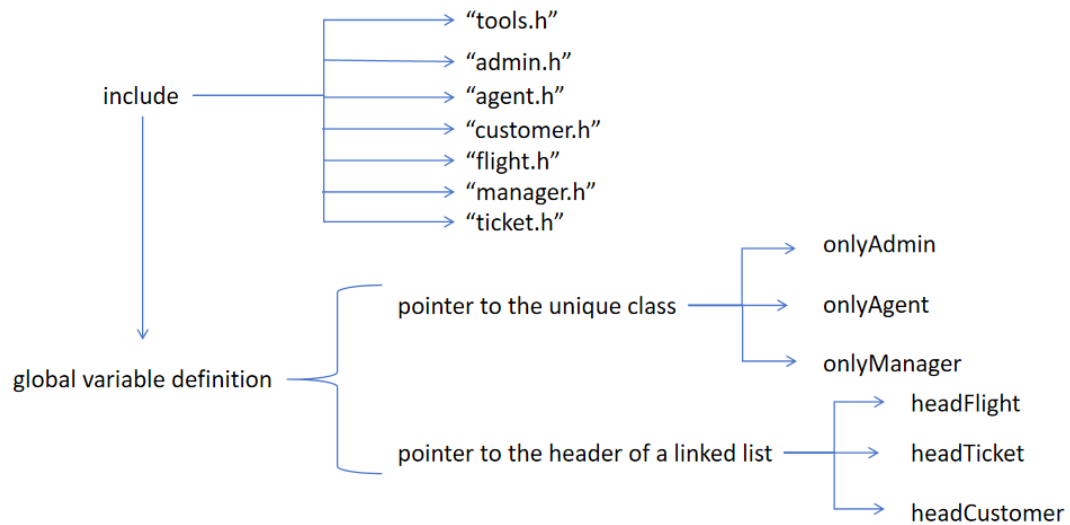 “tools.h”
“admin.h”
include
“agent.h”
“customer.h”
“flight.h”
“manager.h”
“ticket.h”
onlyAdmin
pointer to the unique class
onlyAgent
onlyManager
global variable definition
headFlight
pointer to the header of a linked list
headTicket
headCustomer